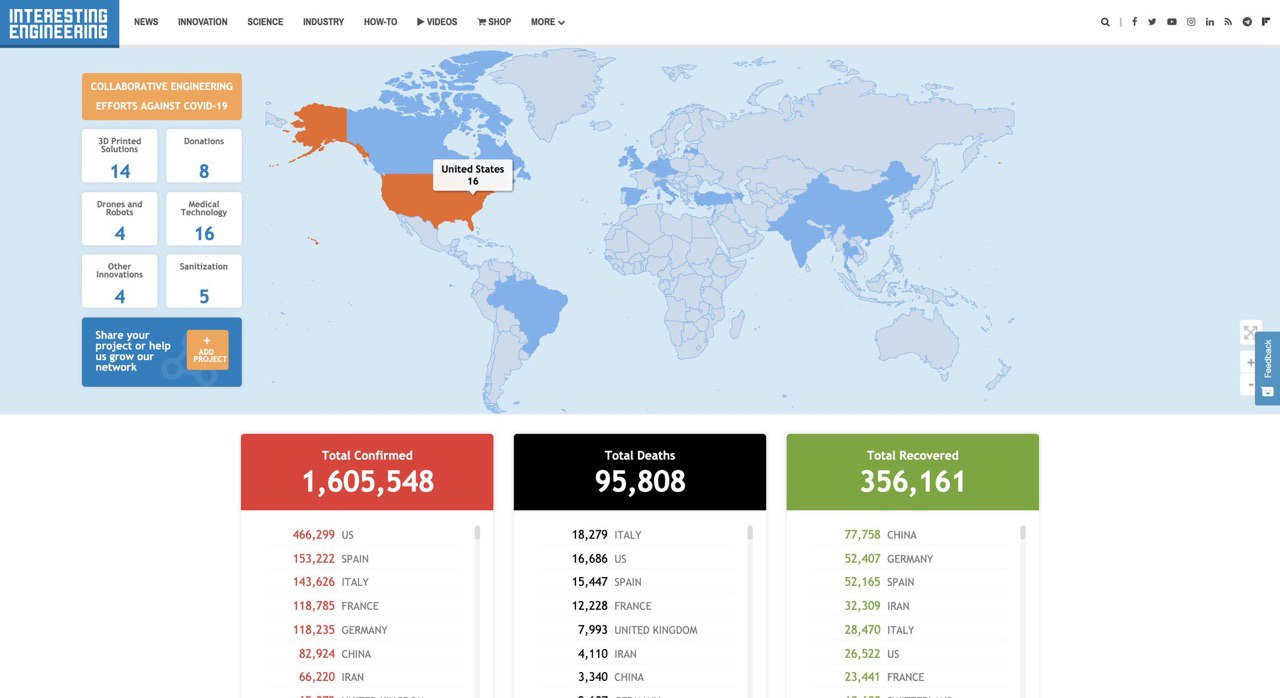 INTERESTING
ENGINEERING
NEWS INNOVATION SCIENCE INDUSTRY HOW-TO VIDEOS SHOP MORE
COLLABORATIVE ENGINEERING
EFFORTS AGAINST COVID-19
3D Printed
Solutions
14
Donations
8
Drones and
Robots
4
Medical
Technology
16
Other
Innovations
4
Sanitization
5
Share your
project or help
us grow our
network
+
ADD
PROJECT
United States
16
+
-
Feedback
Total Confirmed
1,605,548
466,299 US
153,222 SPAIN
143,626 ITALY
118,785 FRANCE
118,235 GERMANY
82,924 CHINA
66,220 IRAN
Total Deaths
95,808
18,279 ITALY
16,686 US
15,447 SPAIN
12,228 FRANCE
7,993 UNITED KINGDOM
4,110 IRAN
3,340 CHINA
Total Recovered
356,161
77,758 CHINA
52,407 GERMANY
52,165 SPAIN
32,309 IRAN
28,470 ITALY
26,522 US
23,441 FRANCE